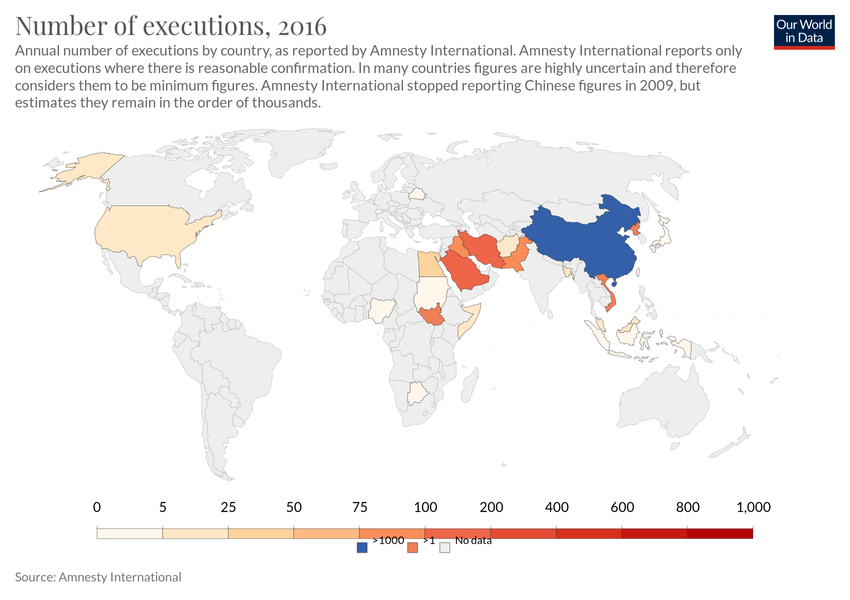 Number of executions, 2016
Our World
in Data
Annual number of executions by country, as reported by Amnesty International. Amnesty International reports only
on executions where there is reasonable confirmation. In many countries figures are highly uncertain and therefore
considers them to be minimum figures. Amnesty International stopped reporting Chinese figures in 2009, but
estimates they remain in the order of thousands.
0 5 25 50 75 100 200 400 600 800 1,000
>1000 >1 No data
Source: Amnesty International